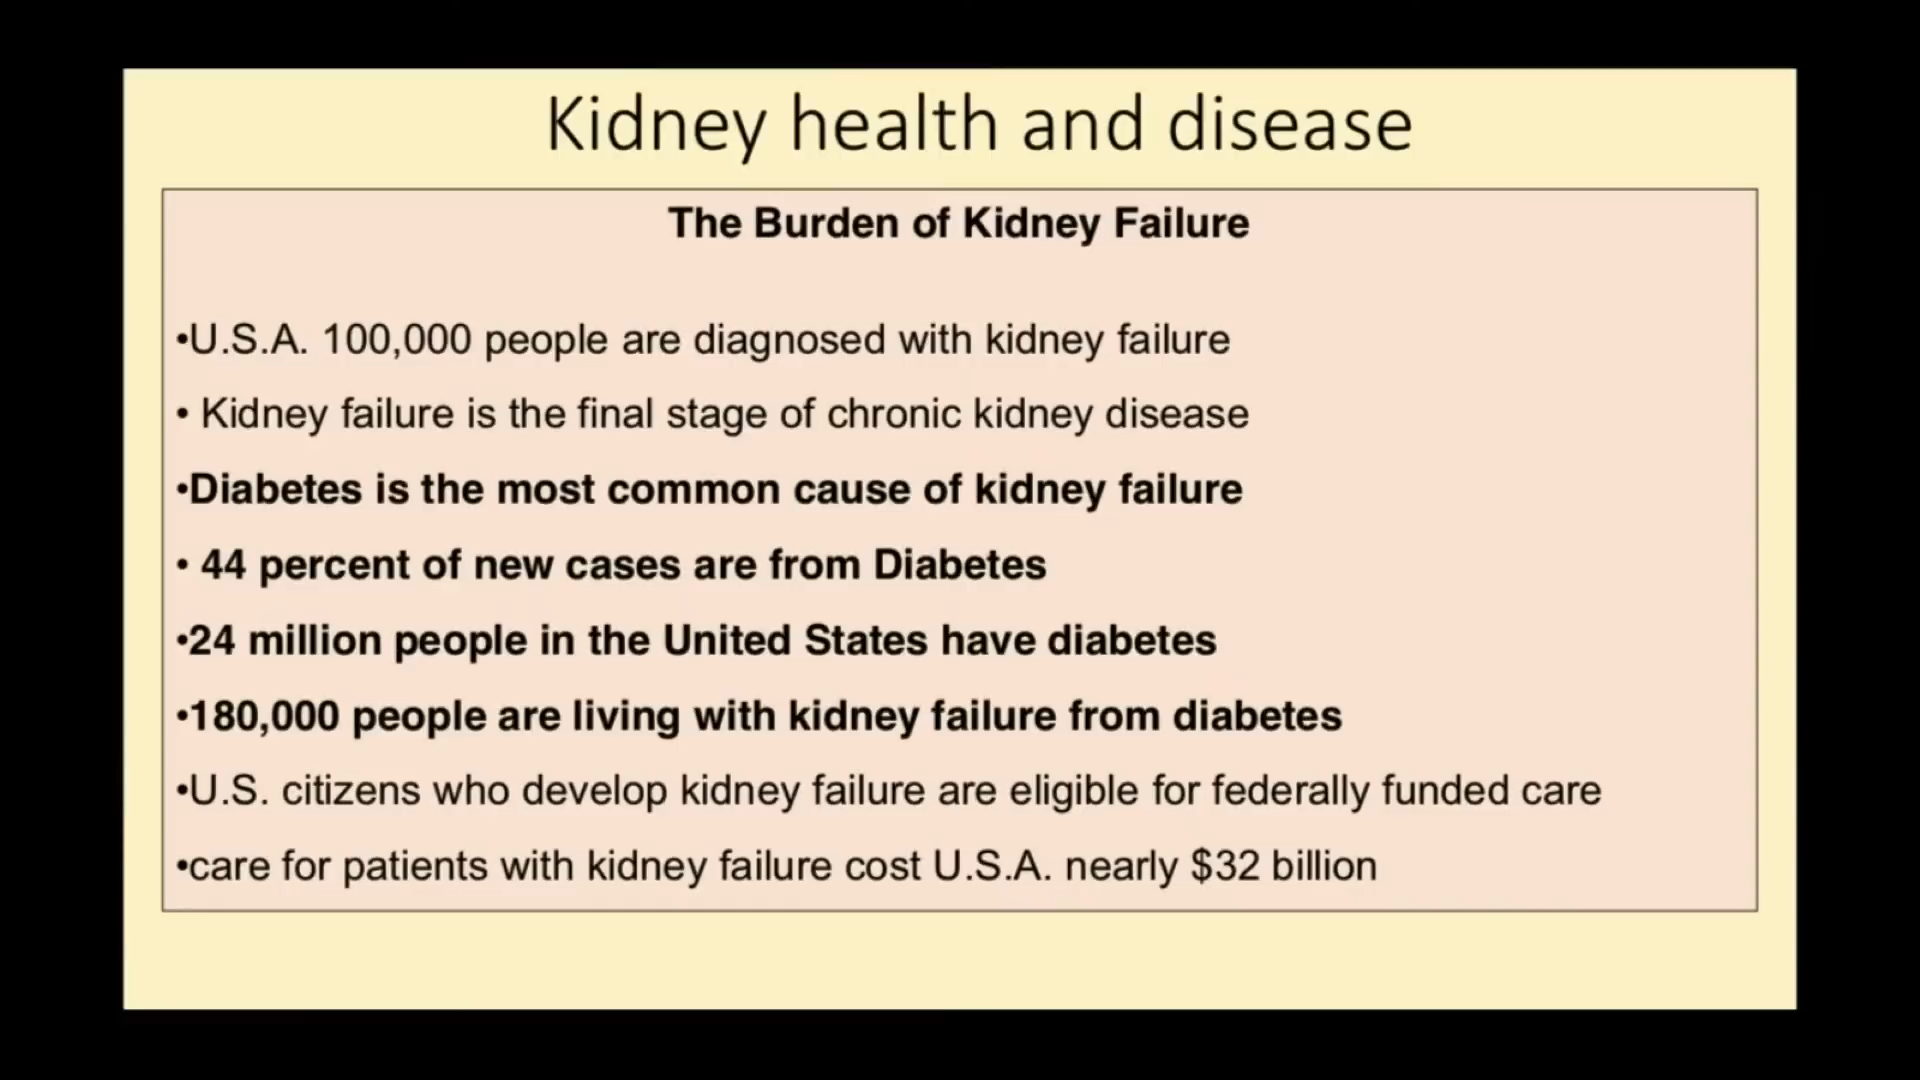 Kidney health and disease
The Burden of Kidney Failure
•U.S.A. 100,000 people are diagnosed with kidney failure
• Kidney failure is the final stage of chronic kidney disease
•Diabetes is the most common cause of kidney failure
• 44 percent of new cases are from Diabetes
•24 million people in the United States have diabetes
•180,000 people are living with kidney failure from diabetes
•U.S. citizens who develop kidney failure are eligible for federally funded care
•care for patients with kidney failure cost U.S.A. nearly $32 billion